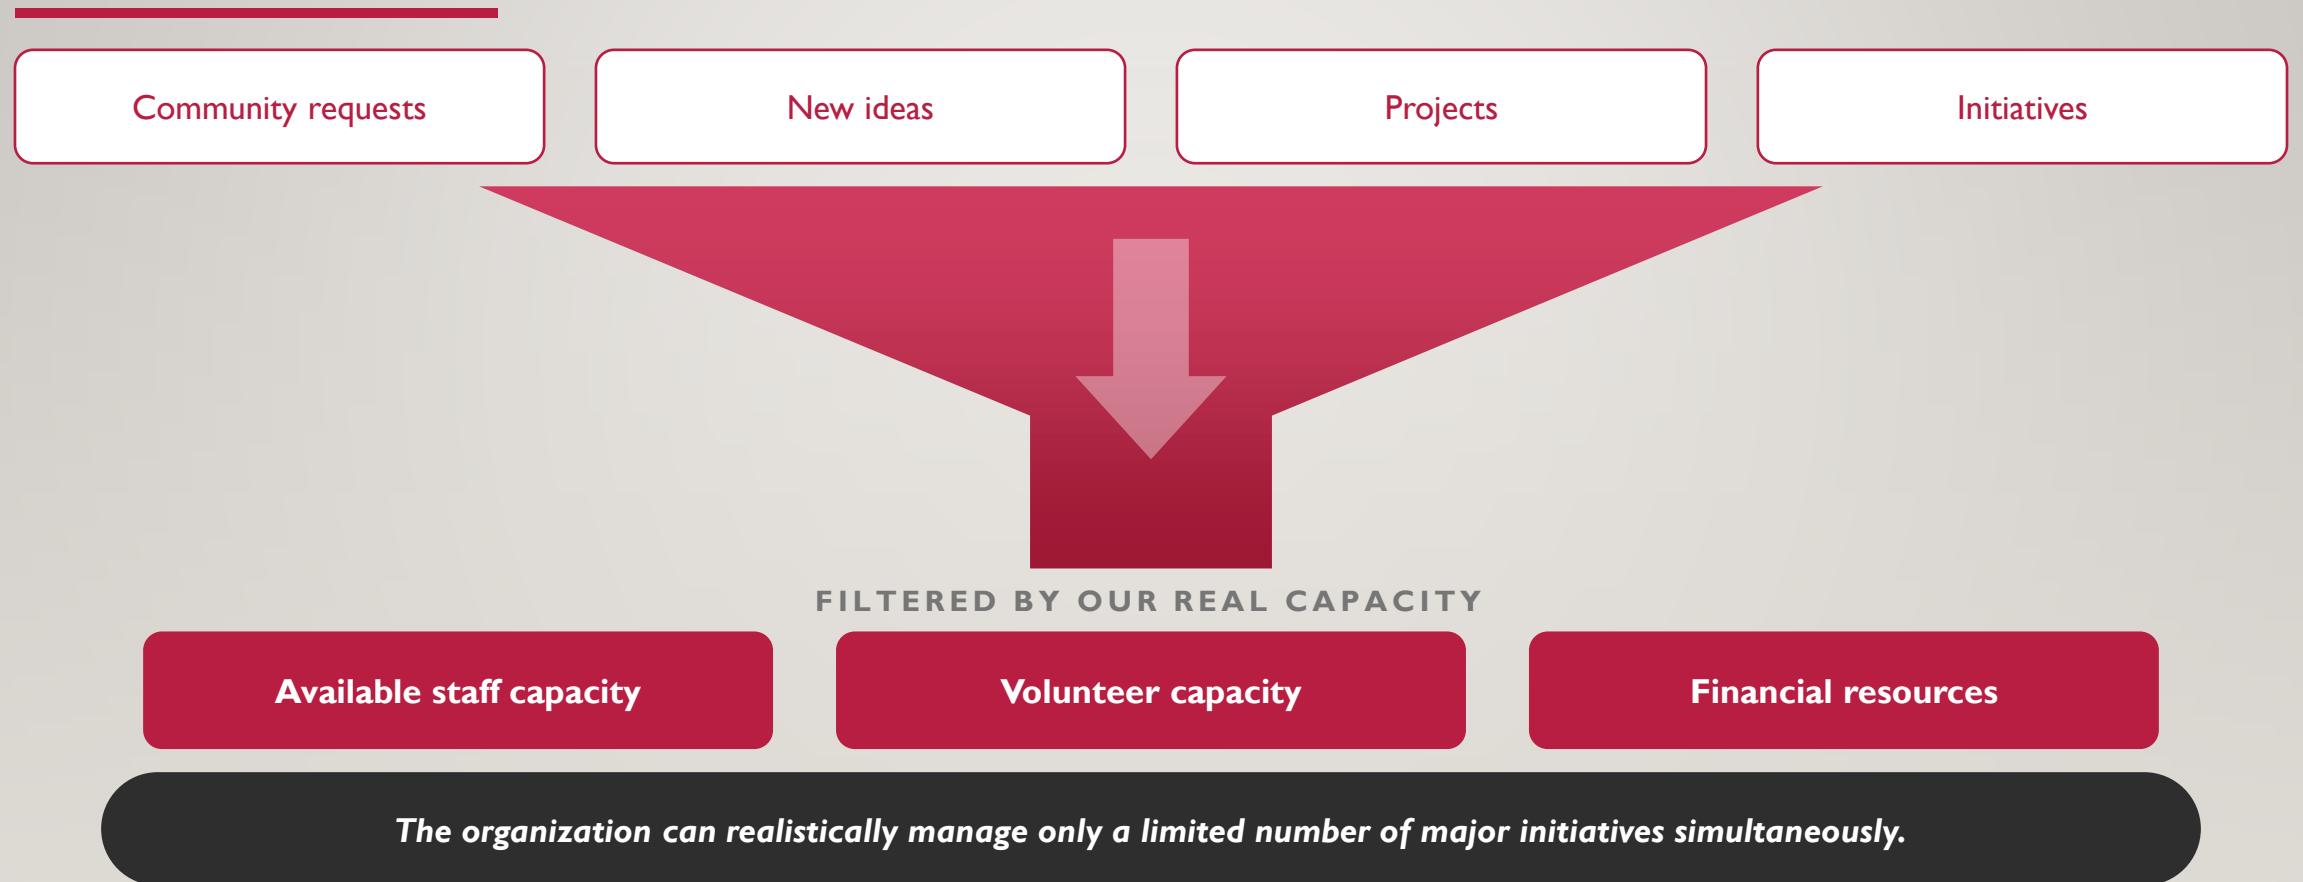 Community requests
New ideas
Projects
Initiatives
FILTERED BY OUR REAL CAPACITY
Available staff capacity
Volunteer capacity
Financial resources
The organization can realistically manage only a limited number of major initiatives simultaneously.